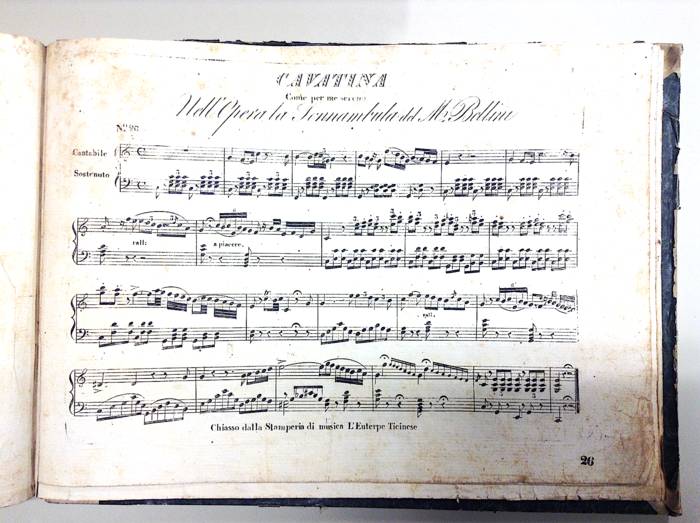 CAVATINA
Come per me sereno
Nell'Opera la Sonnambula del Mº. Bellini
Nº. 26
Cantabile
Sostenuto
rall:
a piacere.
rall.
Chiasso dalla Stamperia di musica L'Euterpe Ticinese
26